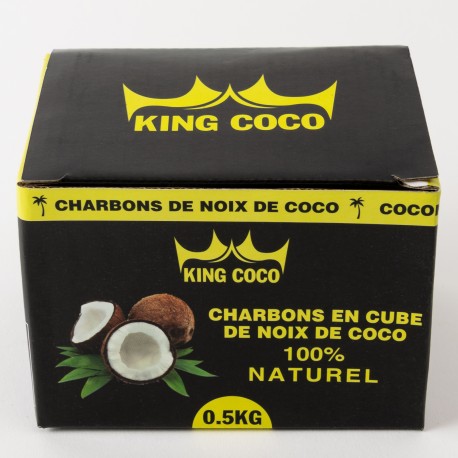 KING COCO
CHARBONS DE NOIX DE COCO
KING COCO
CHARBONS EN CUBE
DE NOIX DE COCO
100%
NATUREL
0.5KG